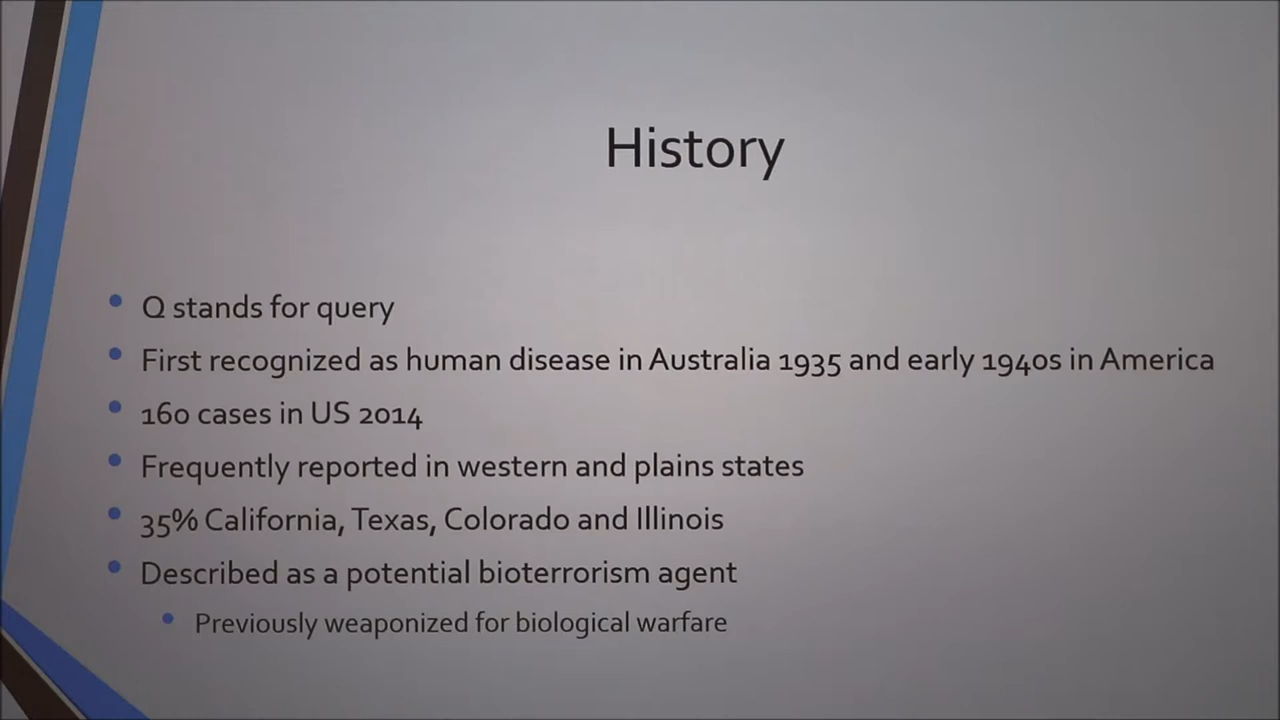 History
Q stands for query
First recognized as human disease in Australia 1935 and early 1940s in America
160 cases in US 2014
Frequently reported in western and plains states
35% California, Texas, Colorado and Illinois
Described as a potential bioterrorism agent
Previously weaponized for biological warfare